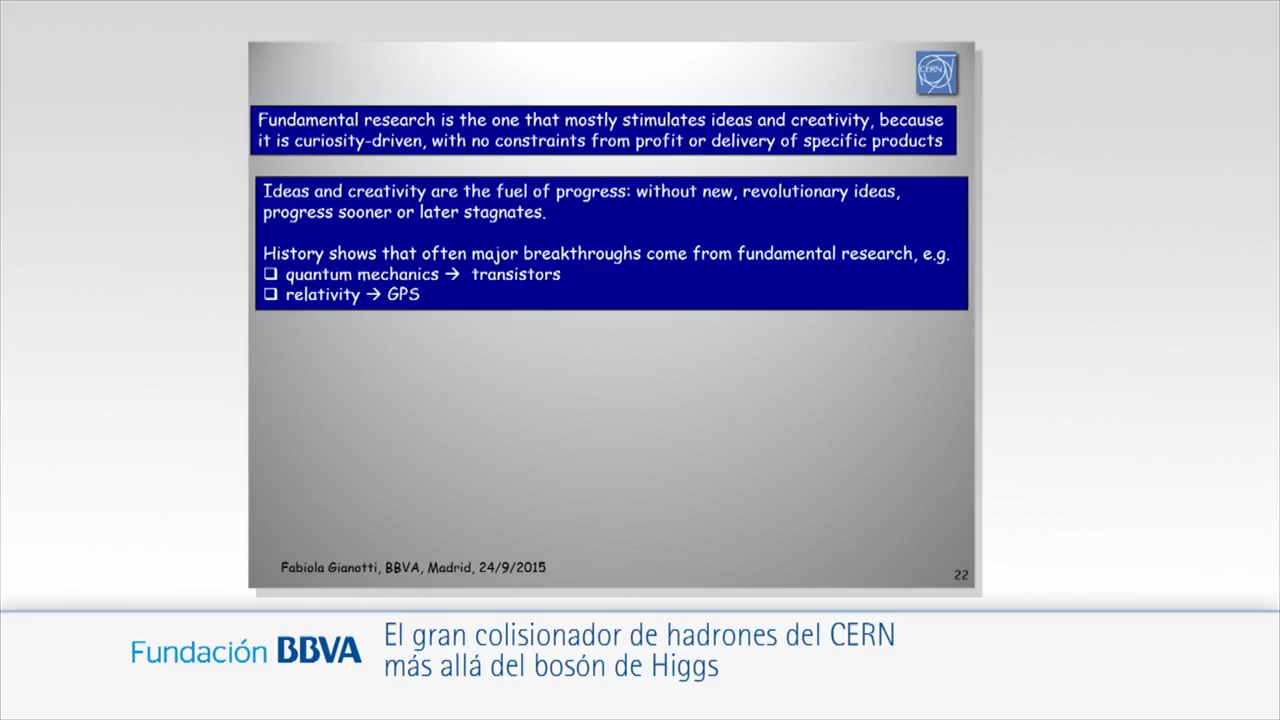 CERN
Fundamental research is the one that mostly stimulates ideas and creativity, because
it is curiosity-driven, with no constraints from profit or delivery of specific products
Ideas and creativity are the fuel of progress: without new, revolutionary ideas,
progress sooner or later stagnates.
History shows that often major breakthroughs come from fundamental research, e.g.
❑ quantum mechanics → transistors
❑ relativity → GPS
Fabiola Gianotti, BBVA, Madrid, 24/9/2015
22
Fundación BBVA
El gran colisionador de hadrones del CERN
más allá del bosón de Higgs